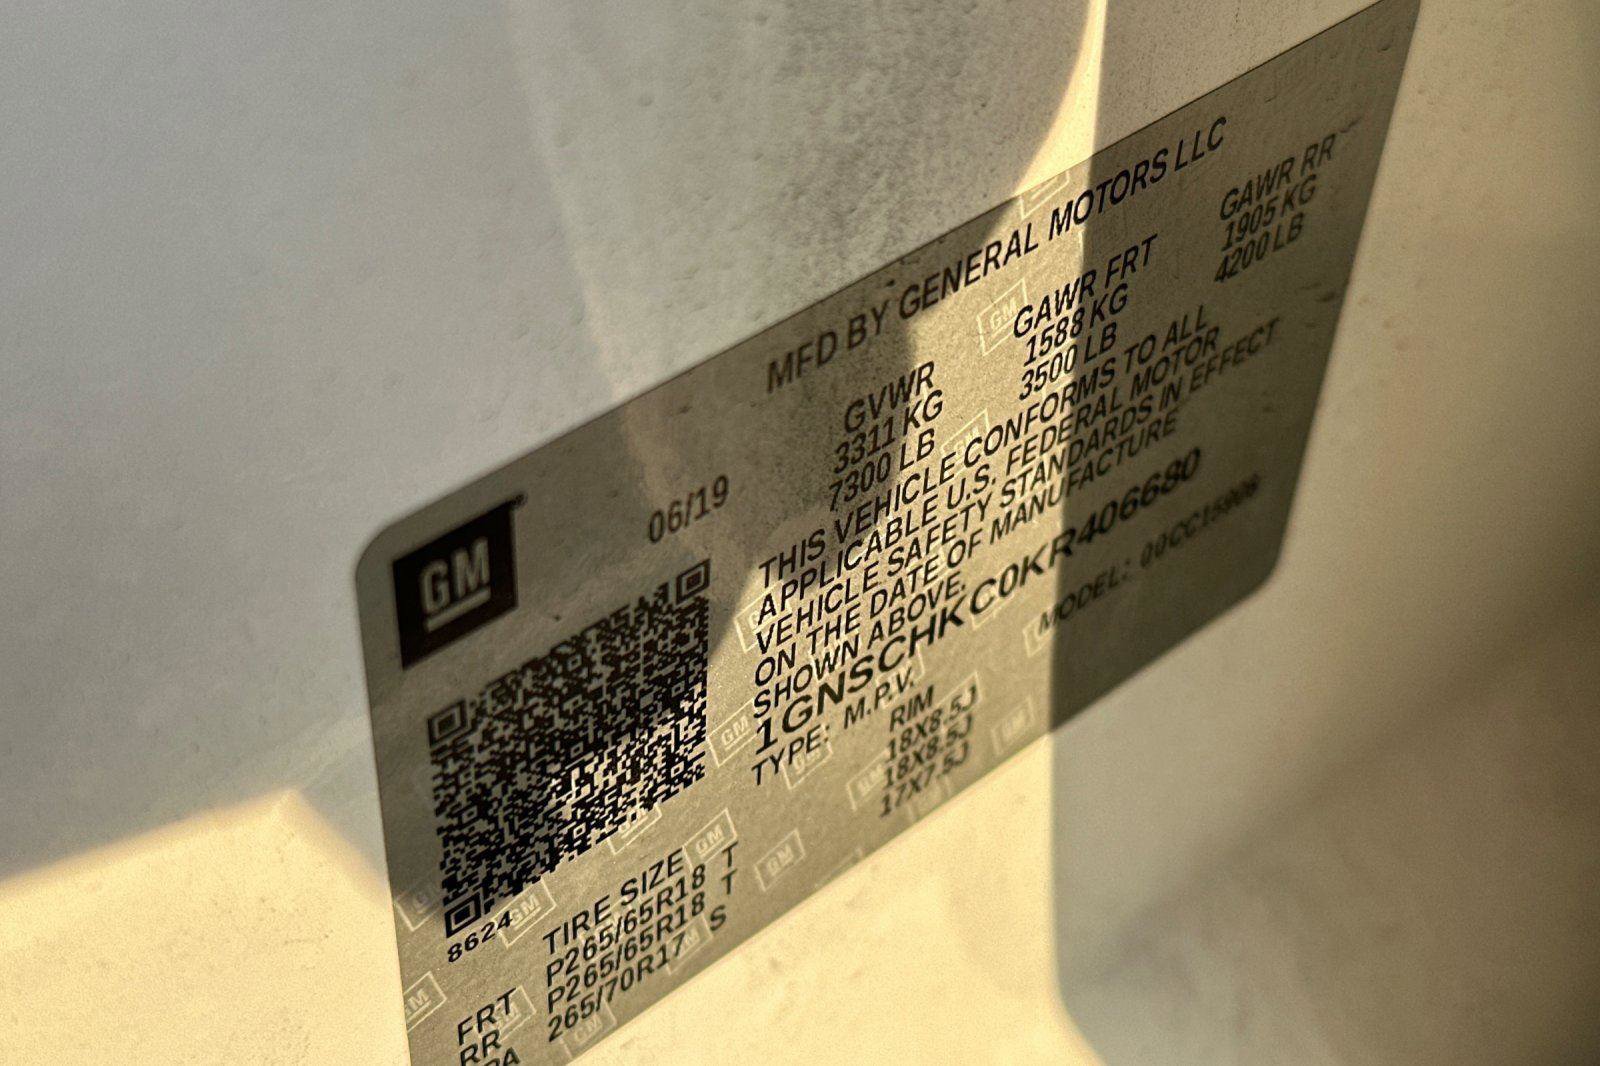 MFD BY GENERAL MOTORS LLC
GM
06/19
GVWR GAWR FRT GAWR RR
3311 KG 1588 KG 1905 KG
7300 LB 3500 LB 4200 LB
THIS VEHICLE CONFORMS TO ALL
APPLICABLE U.S. FEDERAL MOTOR
VEHICLE SAFETY STANDARDS IN EFFECT
ON THE DATE OF MANUFACTURE
SHOWN ABOVE.
1GNSCHKC0KR406680
TYPE: M.P.V. MODEL: 00CC15906
8624
TIRE SIZE RIM
FRT P265/65R18 T 18X8.5J
RR P265/65R18 T 18X8.5J
265/70R17 S 17X7.5J